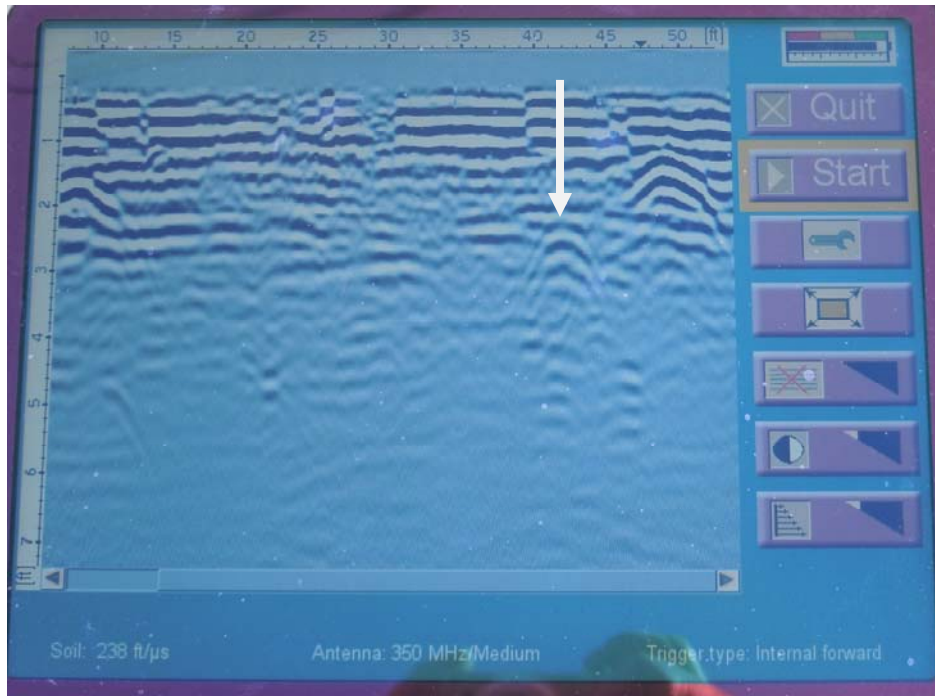 10 15 20 25 30 35 40 45 50 [ft]
Quit
1
Start
2
3
4
5
6
7
[ft]
Soil: 238 ft/µs Antenna: 350 MHz/Medium Trigger type: Internal forward